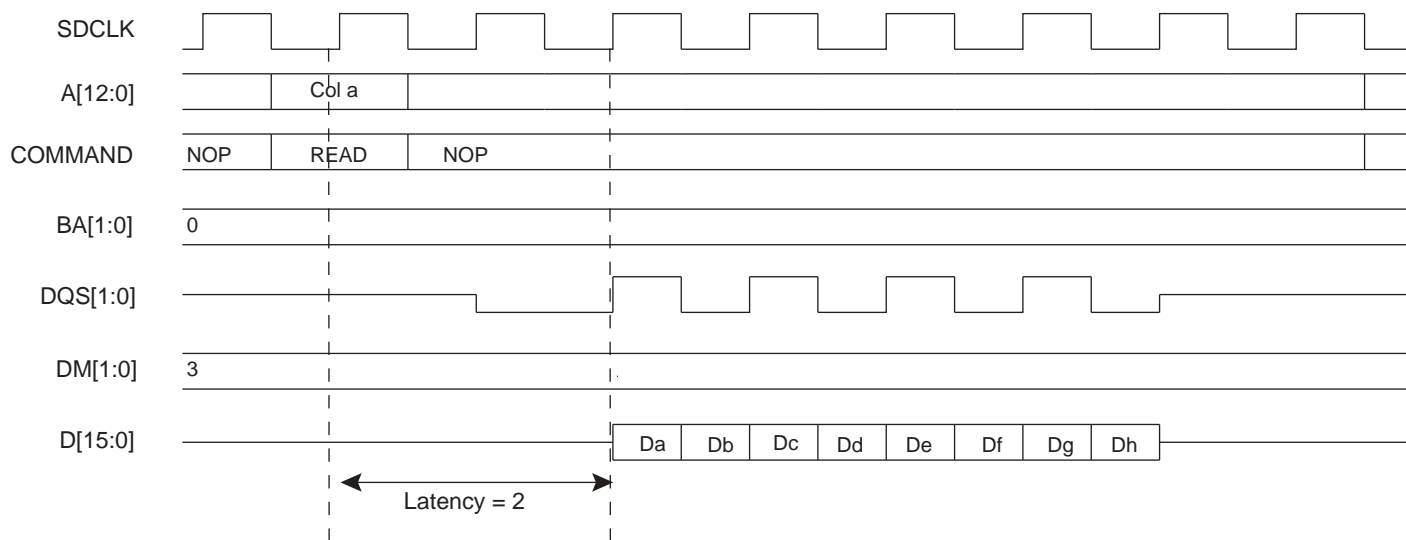 SDCLK
A[12:0] Col a
COMMAND NOP READ NOP
BA[1:0] 0
DQS[1:0]
DM[1:0] 3
D[15:0] Da Db Dc Dd De Df Dg Dh
Latency = 2